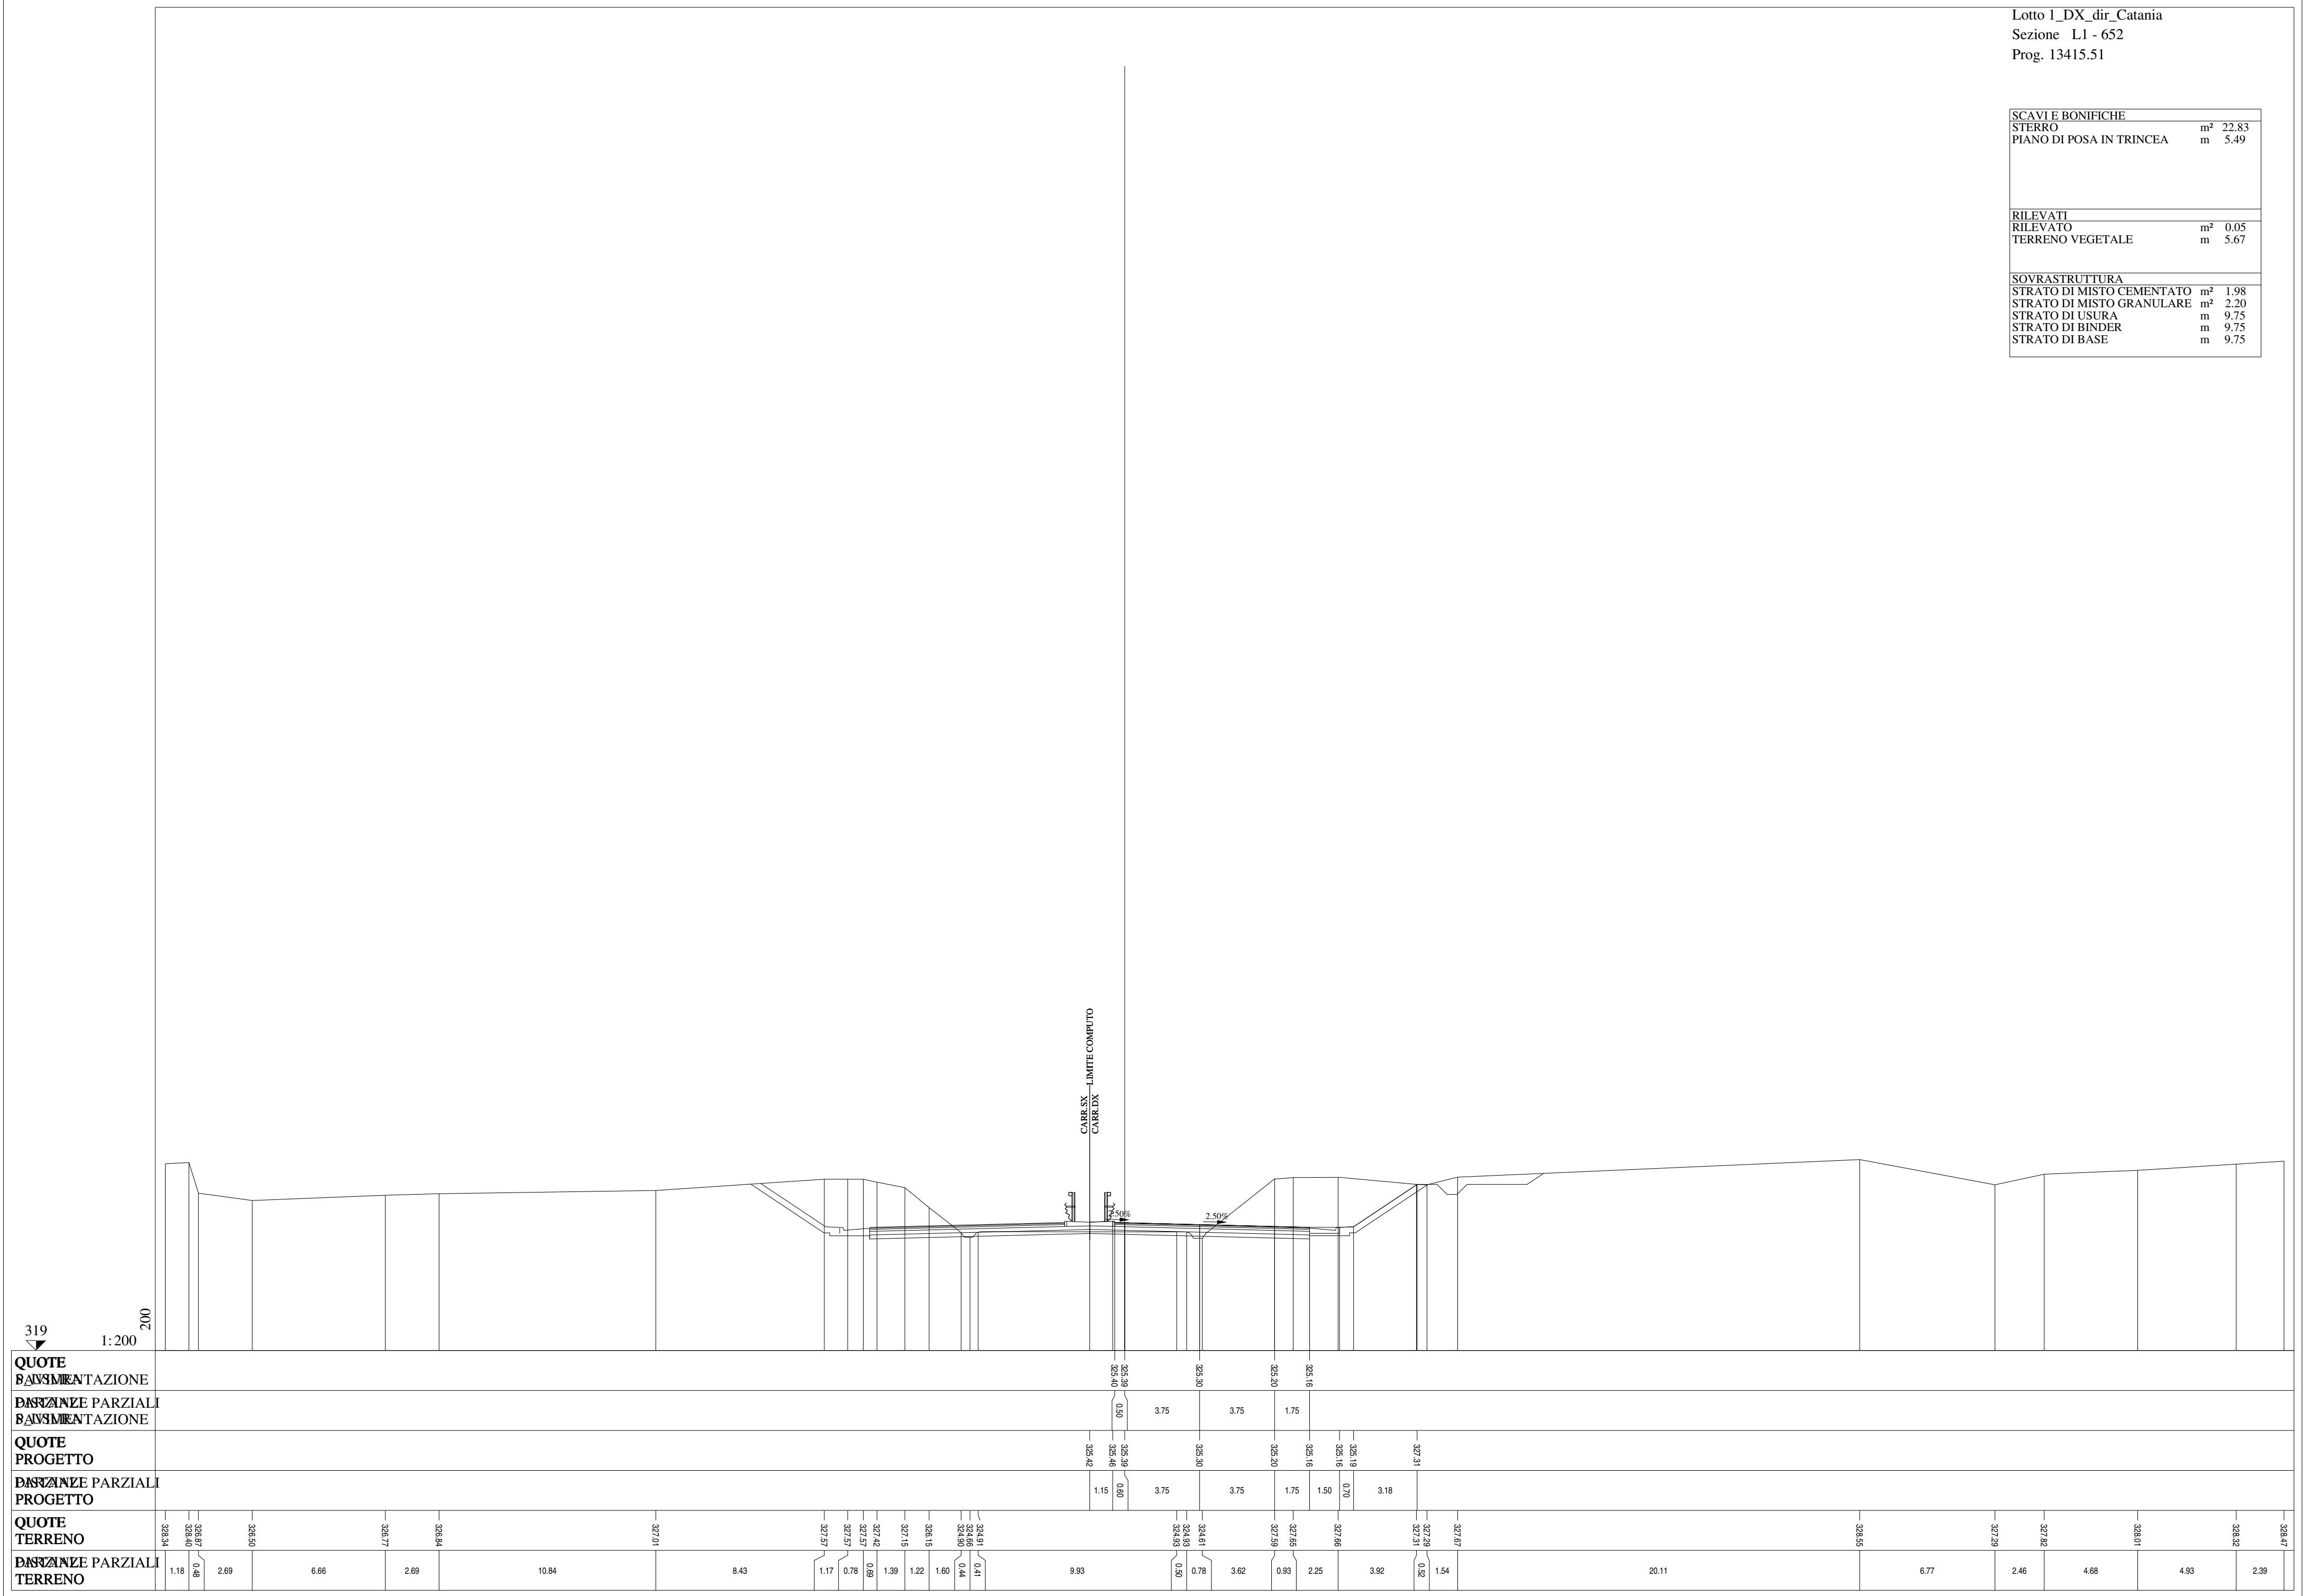 Lotto 1_DX_dir_Catania
Sezione L1 - 652
Prog. 13415.51
SCAVI E BONIFICHE
STERRO m² 22.83
PIANO DI POSA IN TRINCEA m 5.49
RILEVATI
RILEVATO m² 0.05
TERRENO VEGETALE m 5.67
SOVRASTRUTTURA
STRATO DI MISTO CEMENTATO m² 1.98
STRATO DI MISTO GRANULARE m² 2.20
STRATO DI USURA m 9.75
STRATO DI BINDER m 9.75
STRATO DI BASE m 9.75
LIMITE COMPUTO
CARR.SX
CARR.DX
2.50%
2.50%
319
1:200
200
QUOTE
PAVIMENTAZIONE
325.40 325.39 325.30 325.20 325.16
PARZIALI
PAVIMENTAZIONE
0.50 3.75 3.75 1.75
QUOTE
PROGETTO
325.42 325.46 325.39 325.30 325.20 325.16 325.16 325.19 327.31
PARZIALI
PROGETTO
1.15 0.60 3.75 3.75 1.75 1.50 0.70 3.18
QUOTE
TERRENO
328.34 328.40 326.87 326.50 326.77 326.84 327.01 327.57 327.57 327.57 327.42 327.15 326.15 324.90 324.66 324.91 324.93 324.93 324.61 327.59 327.65 327.66 327.31 327.29 327.67 328.55 327.29 327.82 328.01 328.32 328.47
PARZIALI
TERRENO
1.18 0.48 2.69 6.66 2.69 10.84 8.43 1.17 0.78 0.69 1.39 1.22 1.60 0.44 0.41 9.93 0.50 0.78 3.62 0.93 2.25 3.92 0.52 1.54 20.11 6.77 2.46 4.68 4.93 2.39